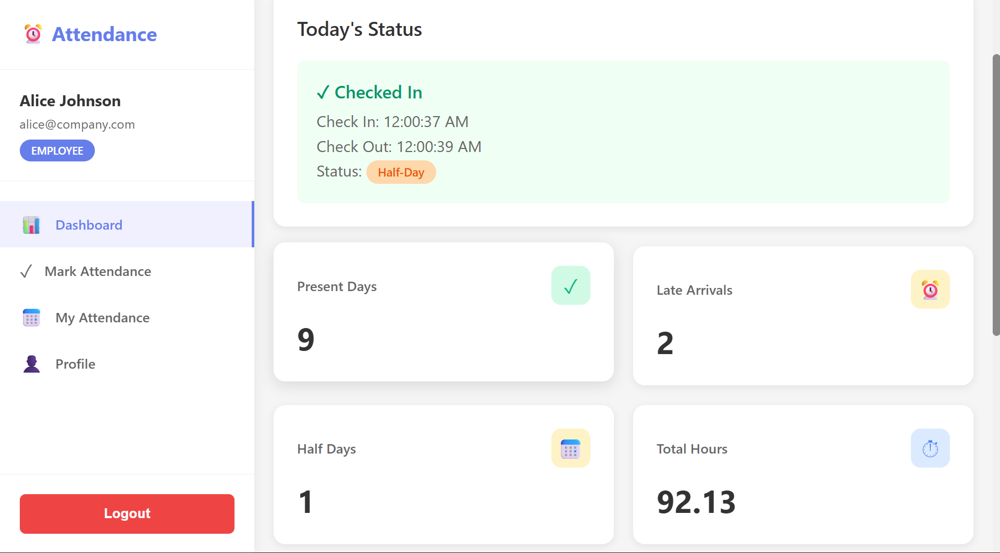 Attendance
Alice Johnson
alice@company.com
EMPLOYEE
Dashboard
Mark Attendance
My Attendance
Profile
Logout
Today's Status
✓ Checked In
Check In: 12:00:37 AM
Check Out: 12:00:39 AM
Status: Half-Day
Present Days
9
Late Arrivals
2
Half Days
1
Total Hours
92.13